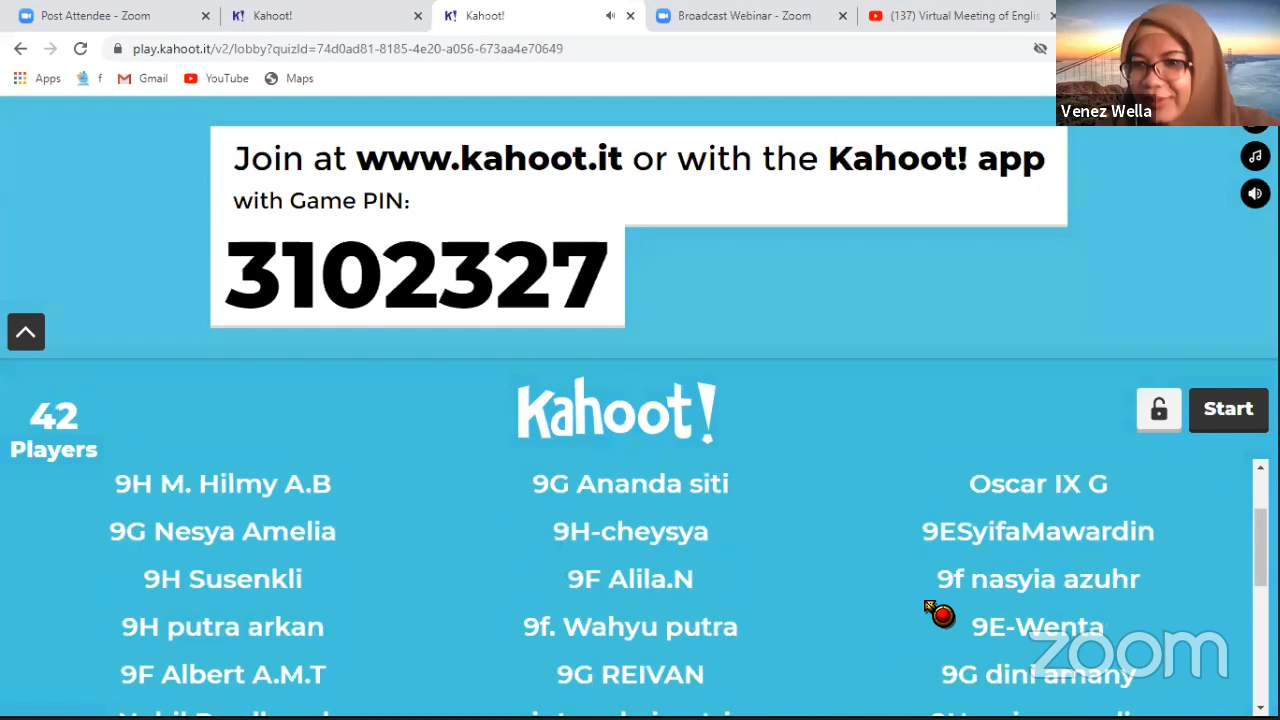 Post Attendee - Zoom
Kahoot!
Kahoot!
Broadcast Webinar - Zoom
(137) Virtual Meeting of Englis
play.kahoot.it/v2/lobby?quizId=74d0ad81-8185-4e20-a056-673aa4e70649
Apps
f
Gmail
YouTube
Maps
Venez Wella
Join at www.kahoot.it or with the Kahoot! app
with Game PIN:
3102327
42
Players
Kahoot!
Start
9H M. Hilmy A.B
9G Ananda siti
Oscar IX G
9G Nesya Amelia
9H-cheysya
9ESyifaMawardin
9H Susenkli
9F Alila.N
9f nasyia azuhr
9H putra arkan
9f. Wahyu putra
9E-Wenta
9F Albert A.M.T
9G REIVAN
9G dini amany
zoom